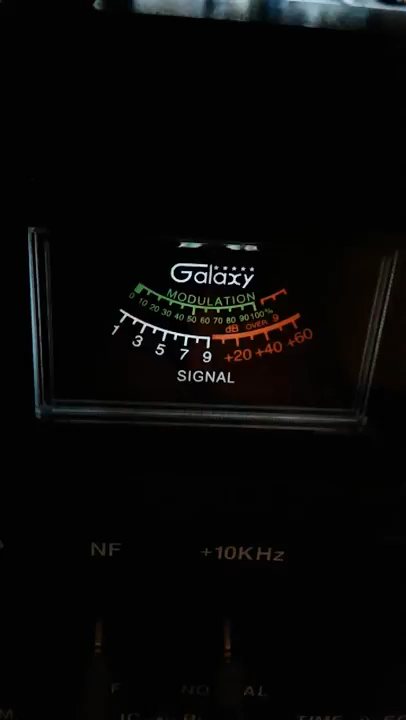 Galaxy
MODULATION
0 10 20 30 40 50 60 70 80 90 100 %
dB OVER 9
1 3 5 7 9 +20 +40 +60
SIGNAL
NF +10KHz